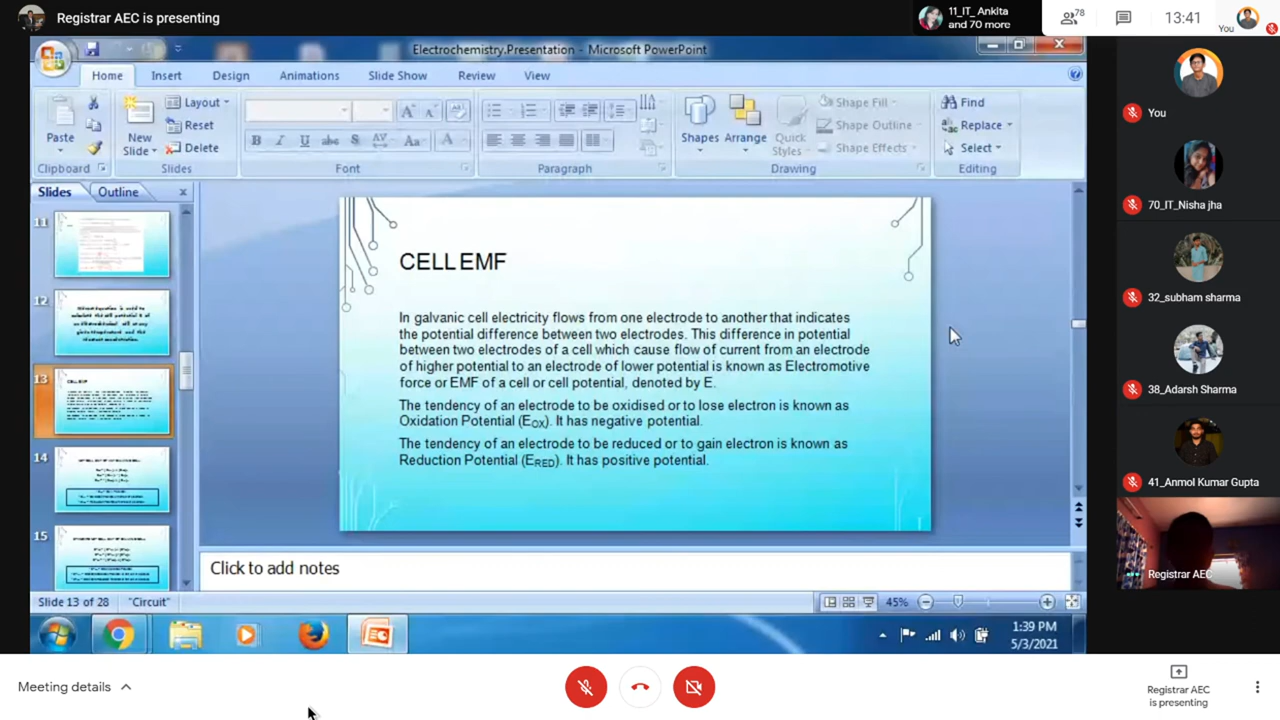 Registrar AEC is presenting
11_IT_ Ankita
and 70 more
78
13:41
You
Electrochemistry.Presentation - Microsoft PowerPoint
Home
Insert
Design
Animations
Slide Show
Review
View
Paste
Clipboard
New
Slide
Layout
Reset
Delete
Slides
Font
Paragraph
Shapes
Arrange
Quick
Styles
Shape Fill
Shape Outline
Shape Effects
Drawing
Find
Replace
Select
Editing
Slides
Outline
11
12
13
14
15
CELL EMF
In galvanic cell electricity flows from one electrode to another that indicates
the potential difference between two electrodes. This difference in potential
between two electrodes of a cell which cause flow of current from an electrode
of higher potential to an electrode of lower potential is known as Electromotive
force or EMF of a cell or cell potential, denoted by E.
The tendency of an electrode to be oxidised or to lose electron is known as
Oxidation Potential (EOX). It has negative potential.
The tendency of an electrode to be reduced or to gain electron is known as
Reduction Potential (ERED). It has positive potential.
Click to add notes
Slide 13 of 28
"Circuit"
45%
1:39 PM
5/3/2021
You
70_IT_Nisha jha
32_subham sharma
38_Adarsh Sharma
41_Anmol Kumar Gupta
Registrar AEC
Meeting details
Registrar AEC
is presenting